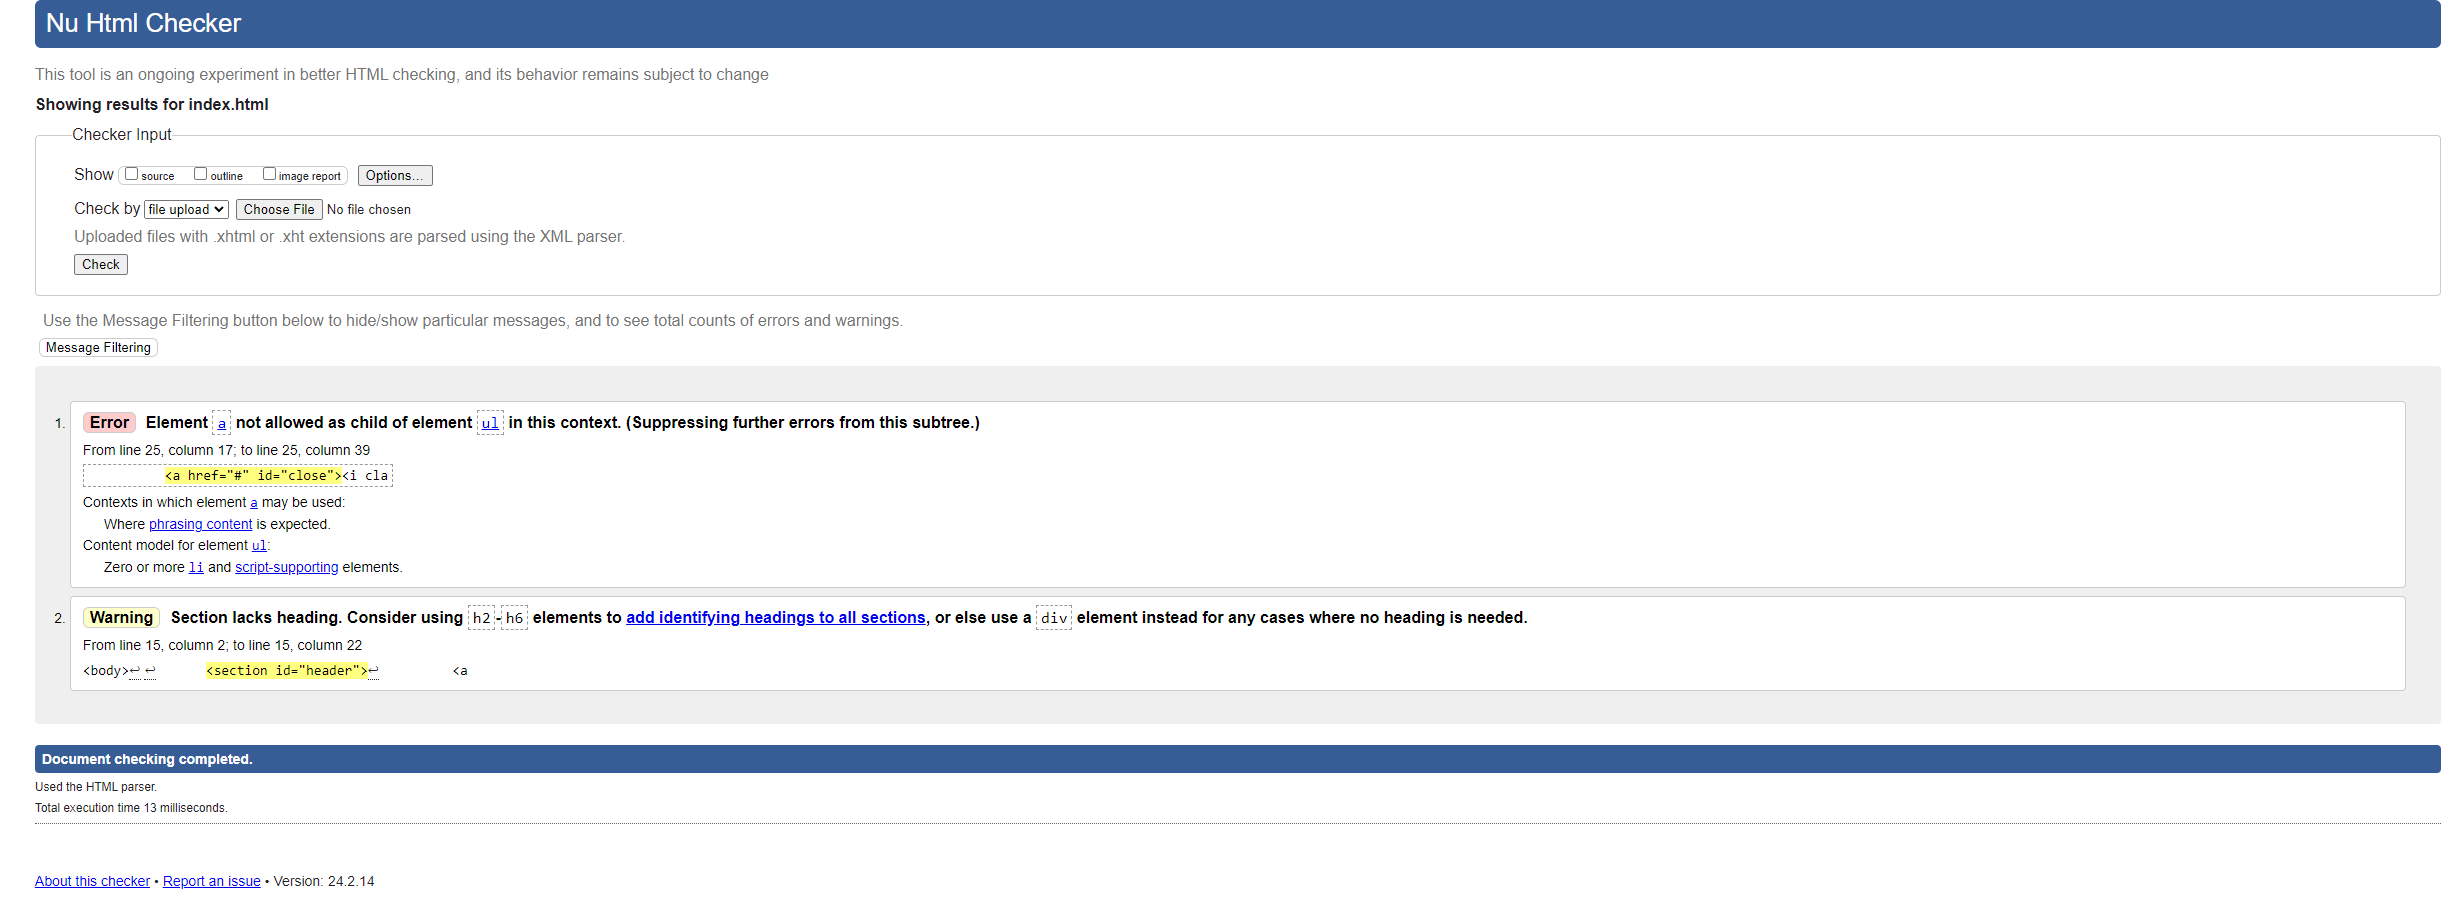 Nu Html Checker
This tool is an ongoing experiment in better HTML checking, and its behavior remains subject to change
Showing results for index.html
Checker Input
Show source outline image report Options...
Check by file upload Choose File No file chosen
Uploaded files with .xhtml or .xht extensions are parsed using the XML parser.
Check
Use the Message Filtering button below to hide/show particular messages, and to see total counts of errors and warnings.
Message Filtering
1. Error Element a not allowed as child of element ul in this context. (Suppressing further errors from this subtree.)
From line 25, column 17; to line 25, column 39
<a href="#" id="close"><i cla
Contexts in which element a may be used:
Where phrasing content is expected.
Content model for element ul:
Zero or more li and script-supporting elements.
2. Warning Section lacks heading. Consider using h2-h6 elements to add identifying headings to all sections, or else use a div element instead for any cases where no heading is needed.
From line 15, column 2; to line 15, column 22
<body>↩ ↩ <section id="header">↩ <a
Document checking completed.
Used the HTML parser.
Total execution time 13 milliseconds.
About this checker • Report an issue • Version: 24.2.14